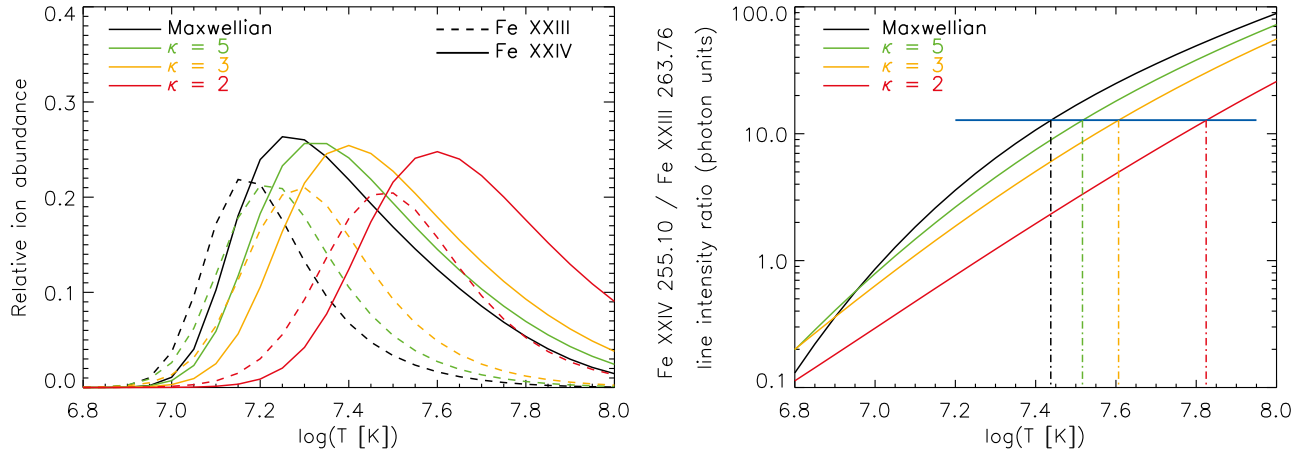 Maxwellian
κ = 5
κ = 3
κ = 2
Fe XXIII
Fe XXIV
Relative ion abundance
0.4
0.3
0.2
0.1
0.0
6.8 7.0 7.2 7.4 7.6 7.8 8.0
log(T [K])
Maxwellian
κ = 5
κ = 3
κ = 2
Fe XXIV 255.10 / Fe XXIII 263.76
line intensity ratio (photon units)
100.0
10.0
1.0
0.1
6.8 7.0 7.2 7.4 7.6 7.8 8.0
log(T [K])